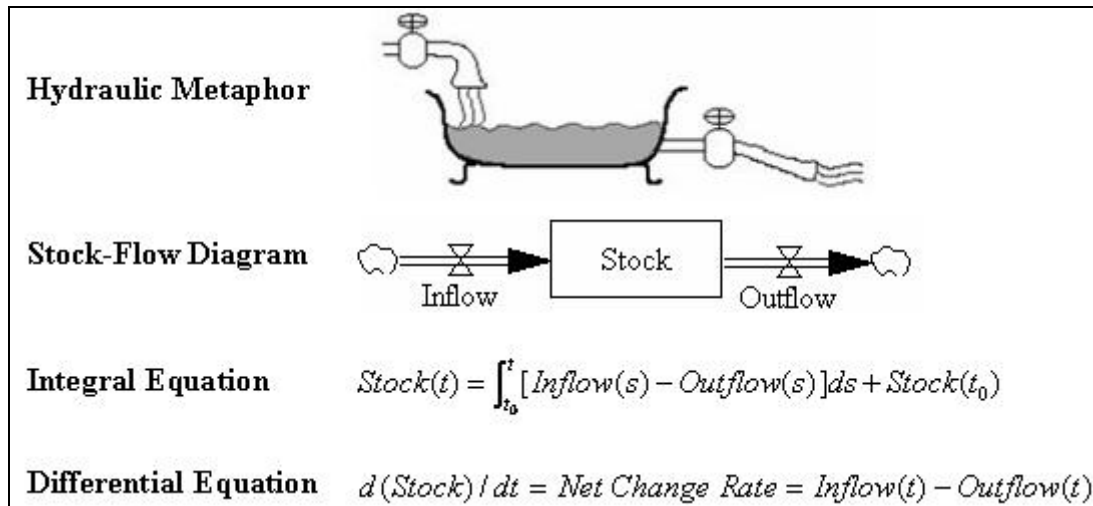 Hydraulic Metaphor
Stock-Flow Diagram
Stock
Inflow
Outflow
Integral Equation Stock(t) = ∫_{t₀}^{t} [Inflow(s) – Outflow(s)]ds + Stock(t₀)
Differential Equation d(Stock) / dt = Net Change Rate = Inflow(t) – Outflow(t)